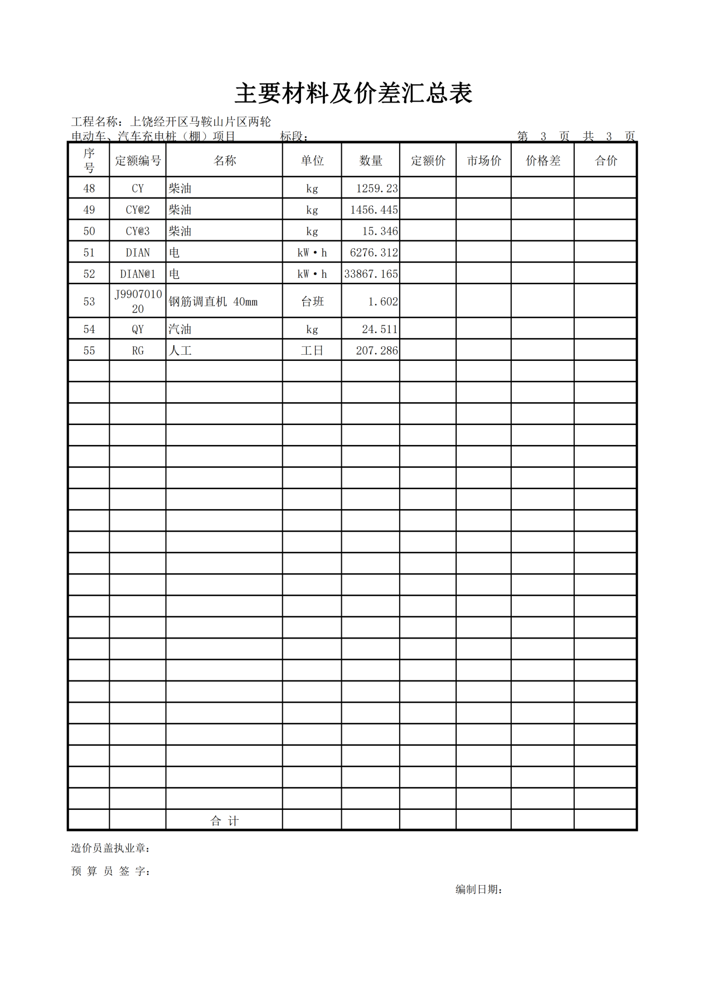 主要材料及价差汇总表
工程名称：上饶经开区马鞍山片区两轮
电动车、汽车充电桩（棚）项目 标段： 第 3 页 共 3 页
序号 定额编号 名称 单位 数量 定额价 市场价 价格差 合价
48 CY 柴油 kg 1259.23
49 CY@2 柴油 kg 1456.445
50 CY@3 柴油 kg 15.346
51 DIAN 电 kW·h 6276.312
52 DIAN@1 电 kW·h 33867.165
53 J990701020 钢筋调直机 40mm 台班 1.602
54 QY 汽油 kg 24.511
55 RG 人工 工日 207.286
合 计
造价员盖执业章：
预 算 员 签 字：
编制日期：